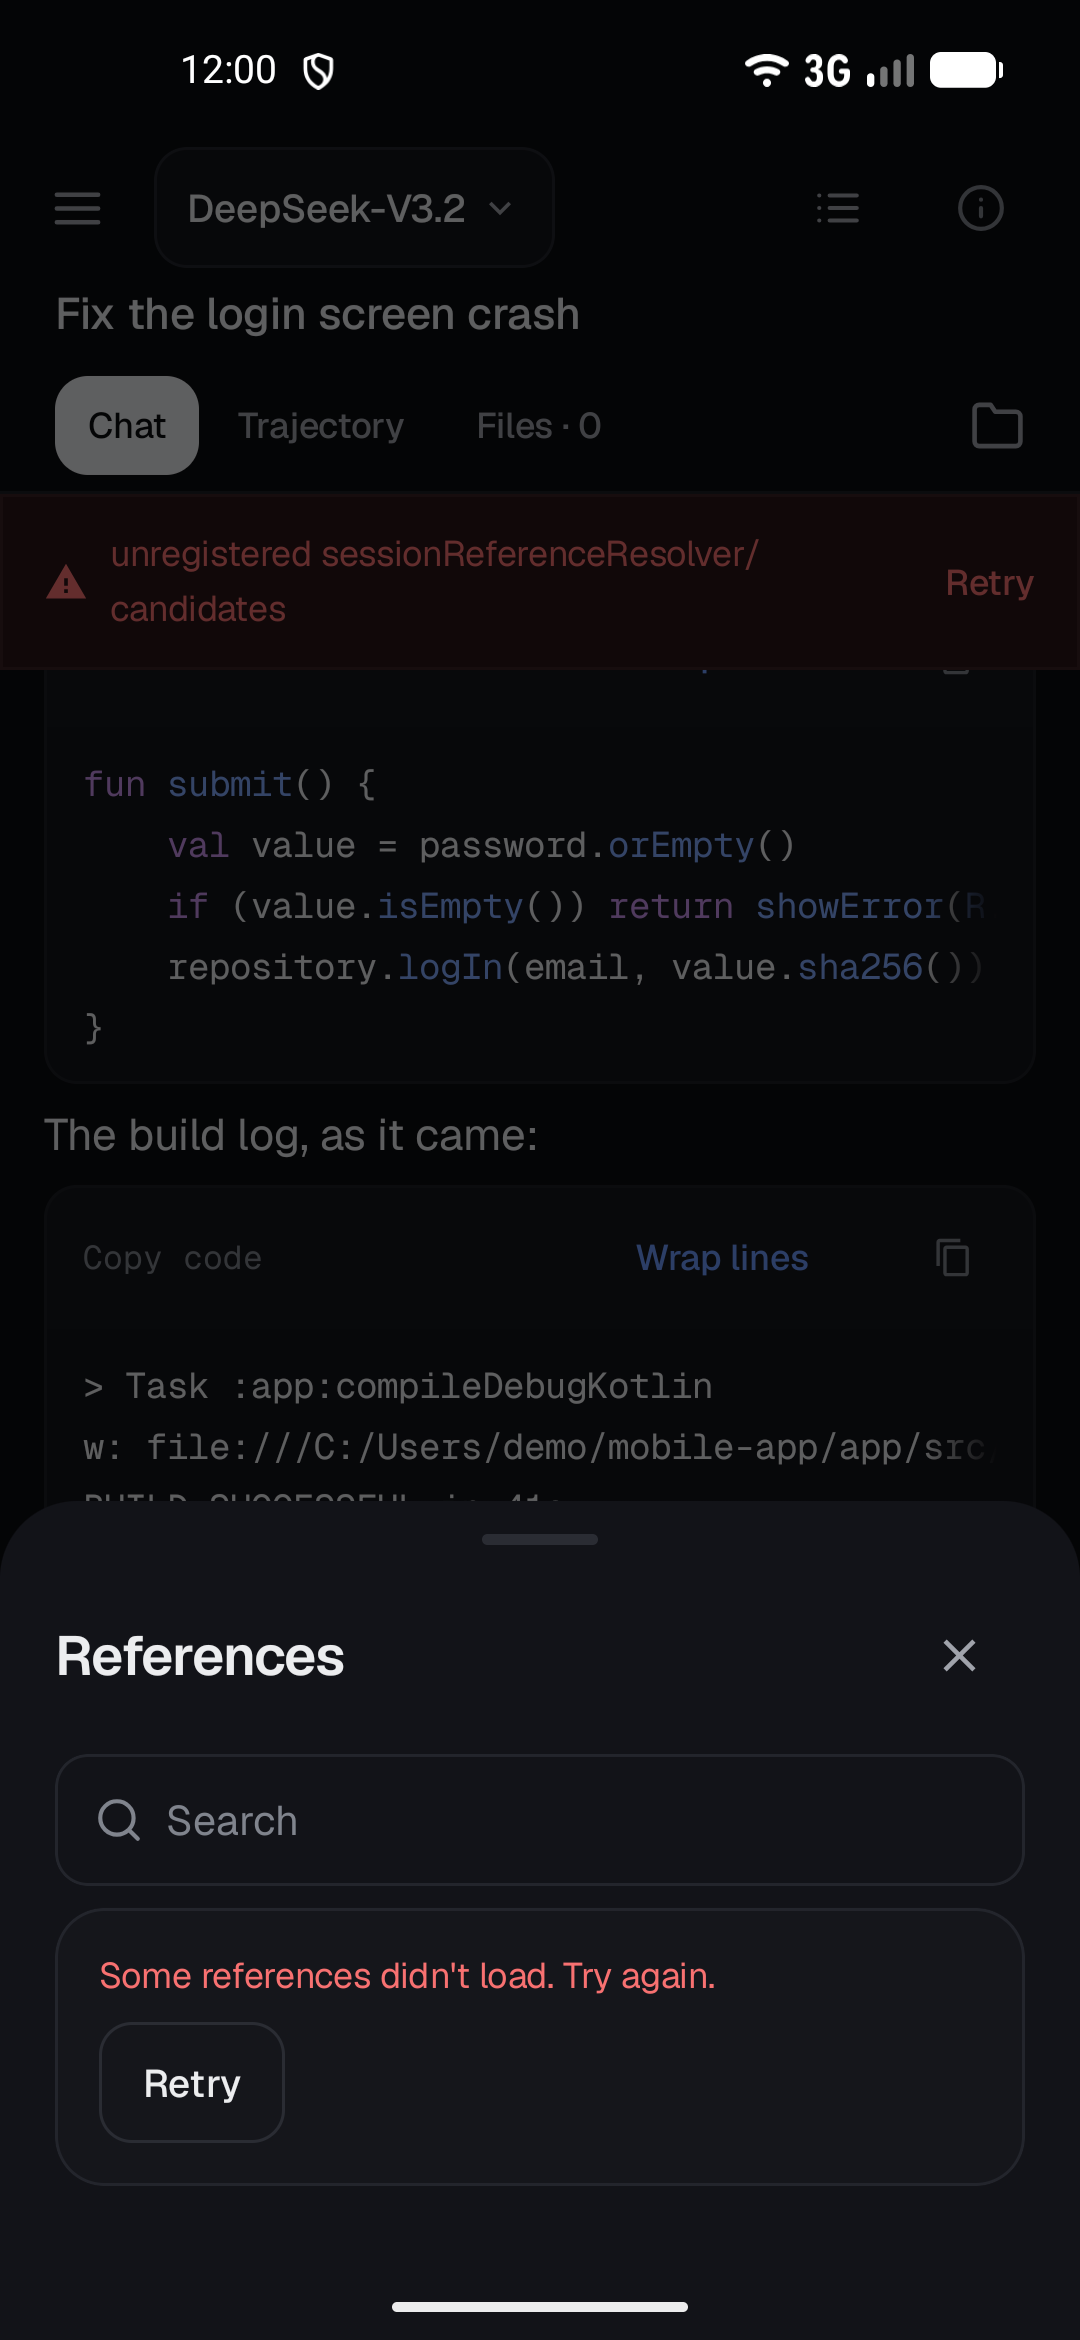 12:00
3G
DeepSeek-V3.2
Fix the login screen crash
Chat
Trajectory
Files · 0
unregistered sessionReferenceResolver/
candidates
Retry
fun submit() {
    val value = password.orEmpty()
    if (value.isEmpty()) return showError(R
    repository.logIn(email, value.sha256())
}
The build log, as it came:
Copy code
Wrap lines
> Task :app:compileDebugKotlin
w: file:///C:/Users/demo/mobile-app/app/src
References
Search
Some references didn't load. Try again.
Retry